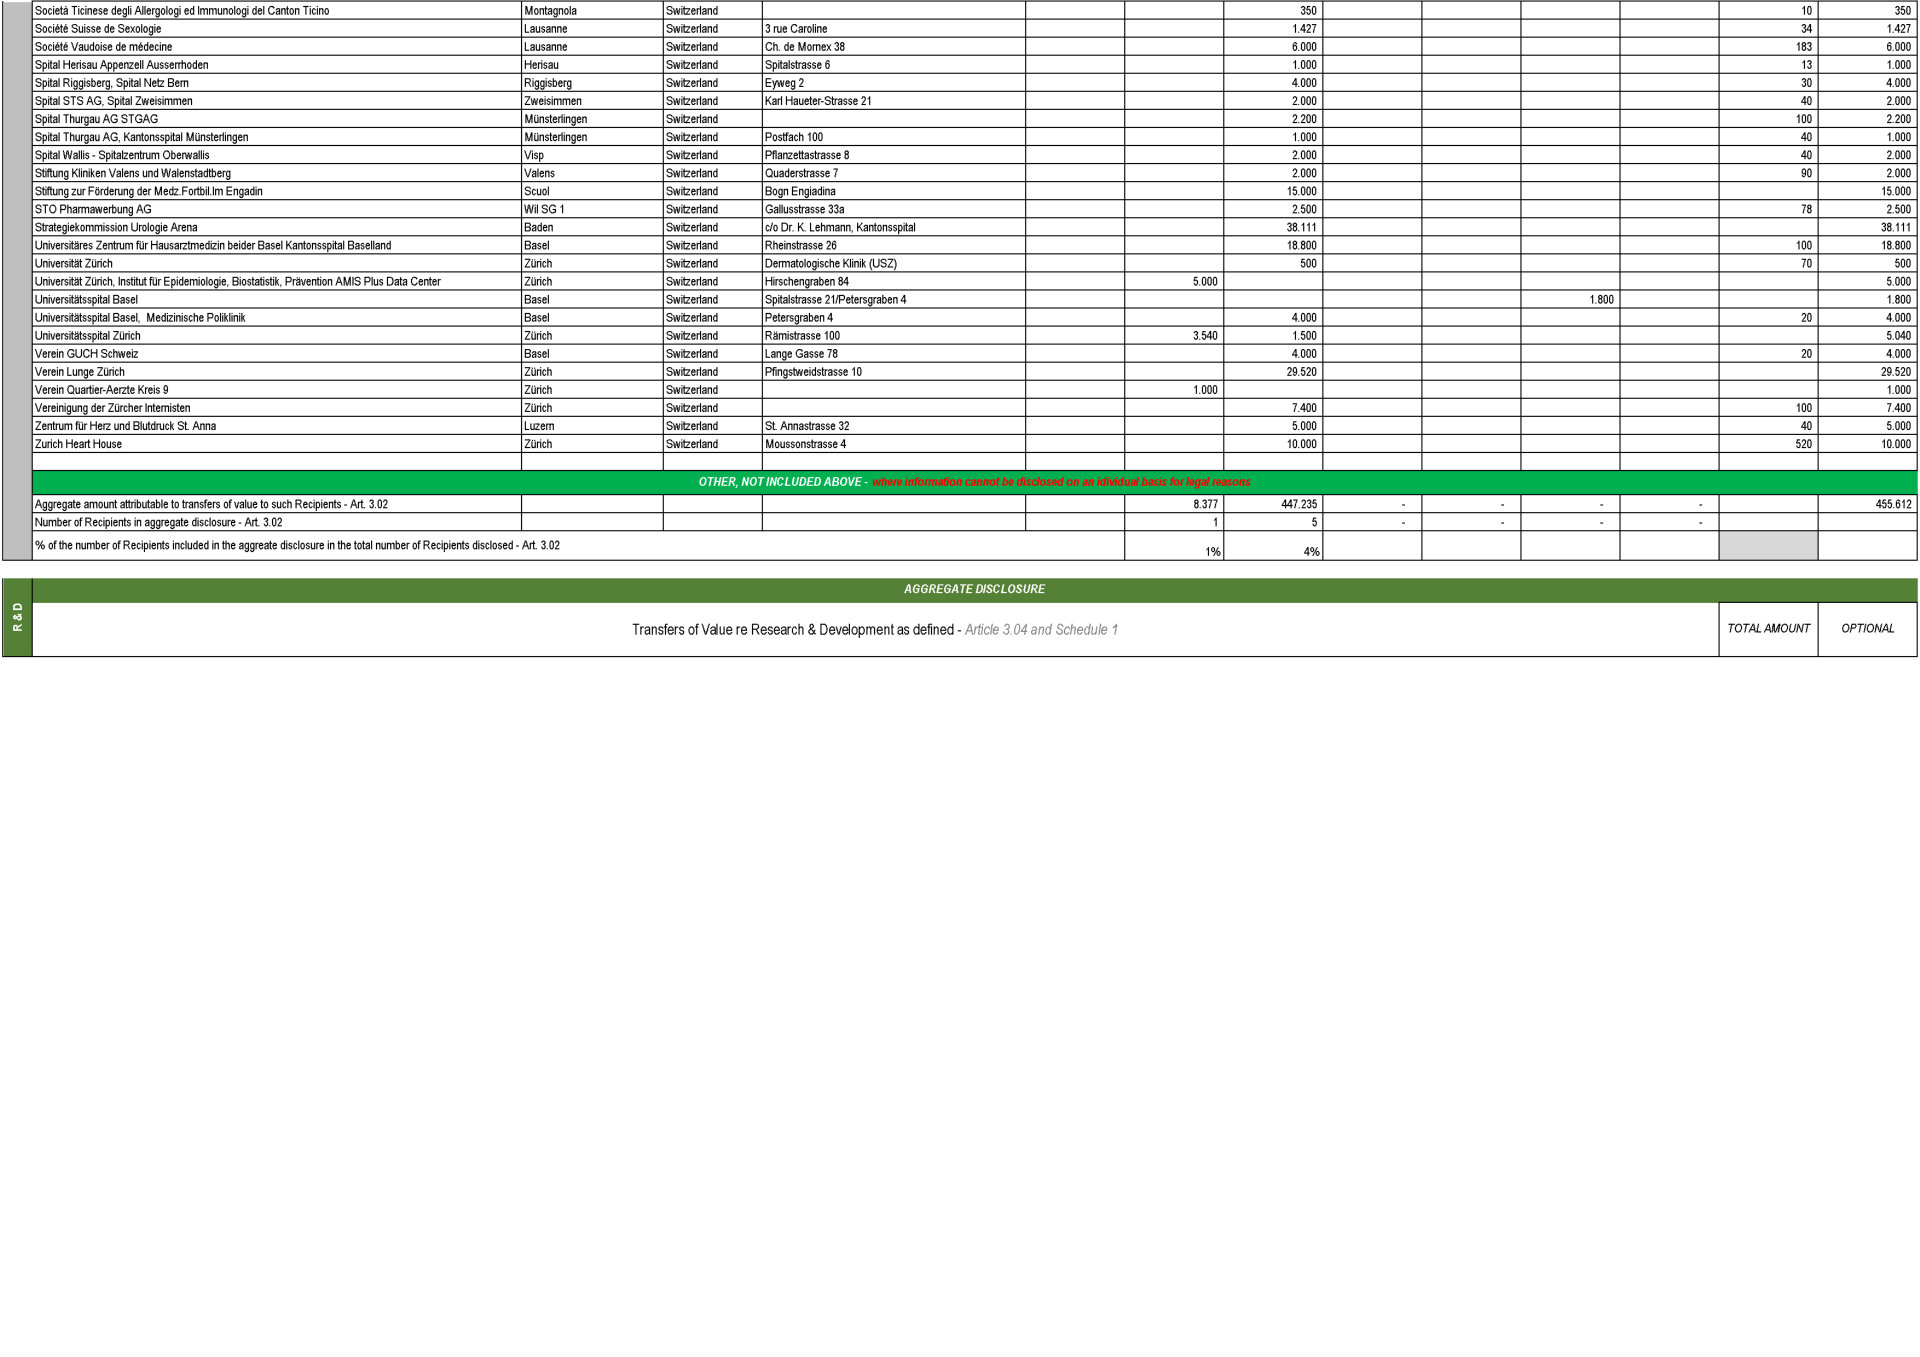 Società Ticinese degli Allergologi ed Immunologi del Canton Ticino Montagnola Switzerland 350 10 350
Société Suisse de Sexologie Lausanne Switzerland 3 rue Caroline 1.427 34 1.427
Société Vaudoise de médecine Lausanne Switzerland Ch. de Mornex 38 6.000 183 6.000
Spital Herisau Appenzell Ausserrhoden Herisau Switzerland Spitalstrasse 6 1.000 13 1.000
Spital Riggisberg, Spital Netz Bern Riggisberg Switzerland Eyweg 2 4.000 30 4.000
Spital STS AG, Spital Zweisimmen Zweisimmen Switzerland Karl Haueter-Strasse 21 2.000 40 2.000
Spital Thurgau AG STGAG Münsterlingen Switzerland 2.200 100 2.200
Spital Thurgau AG, Kantonsspital Münsterlingen Münsterlingen Switzerland Postfach 100 1.000 40 1.000
Spital Wallis - Spitalzentrum Oberwallis Visp Switzerland Pflanzettastrasse 8 2.000 40 2.000
Stiftung Kliniken Valens und Walenstadtberg Valens Switzerland Quaderstrasse 7 2.000 90 2.000
Stiftung zur Förderung der Medz.Fortbil.Im Engadin Scuol Switzerland Bogn Engiadina 15.000 15.000
STO Pharmawerbung AG Wil SG 1 Switzerland Gallusstrasse 33a 2.500 78 2.500
Strategiekommission Urologie Arena Baden Switzerland c/o Dr. K. Lehmann, Kantonsspital 38.111 38.111
Universitäres Zentrum für Hausarztmedizin beider Basel Kantonsspital Baselland Basel Switzerland Rheinstrasse 26 18.800 100 18.800
Universität Zürich Zürich Switzerland Dermatologische Klinik (USZ) 500 70 500
Universität Zürich, Institut für Epidemiologie, Biostatistik, Prävention AMIS Plus Data Center Zürich Switzerland Hirschengraben 84 5.000 5.000
Universitätsspital Basel Basel Switzerland Spitalstrasse 21/Petersgraben 4 1.800 1.800
Universitätsspital Basel, Medizinische Poliklinik Basel Switzerland Petersgraben 4 4.000 20 4.000
Universitätsspital Zürich Zürich Switzerland Rämistrasse 100 3.540 1.500 5.040
Verein GUCH Schweiz Basel Switzerland Lange Gasse 78 4.000 20 4.000
Verein Lunge Zürich Zürich Switzerland Pfingstweidstrasse 10 29.520 29.520
Verein Quartier-Aerzte Kreis 9 Zürich Switzerland 1.000 1.000
Vereinigung der Zürcher Internisten Zürich Switzerland 7.400 100 7.400
Zentrum für Herz und Blutdruck St. Anna Luzern Switzerland St. Annastrasse 32 5.000 40 5.000
Zurich Heart House Zürich Switzerland Moussonstrasse 4 10.000 520 10.000
OTHER, NOT INCLUDED ABOVE - where information cannot be disclosed on an idividual basis for legal reasons
Aggregate amount attributable to transfers of value to such Recipients - Art. 3.02 8.377 447.235 - - - - 455.612
Number of Recipients in aggregate disclosure - Art. 3.02 1 5 - - - -
% of the number of Recipients included in the aggreate disclosure in the total number of Recipients disclosed - Art. 3.02 1% 4%
AGGREGATE DISCLOSURE
R & D
Transfers of Value re Research & Development as defined - Article 3.04 and Schedule 1 TOTAL AMOUNT OPTIONAL